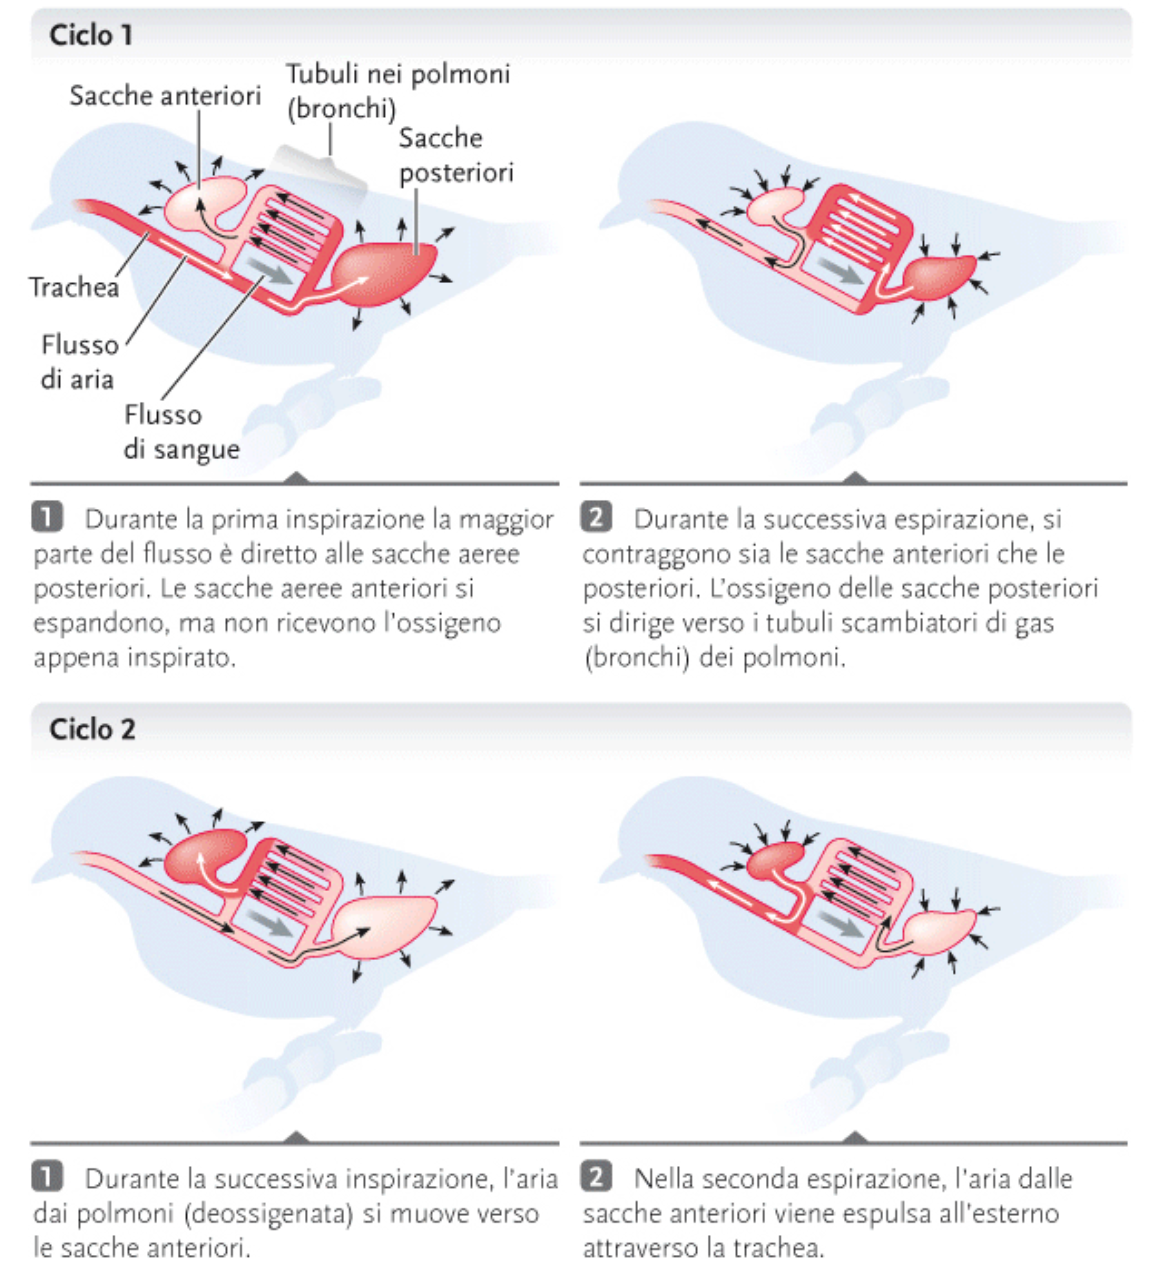 Ciclo 1
Sacche anteriori
Tubuli nei polmoni
(bronchi)
Sacche
posteriori
Trachea
Flusso
di aria
Flusso
di sangue
1 Durante la prima inspirazione la maggior
parte del flusso è diretto alle sacche aeree
posteriori. Le sacche aeree anteriori si
espandono, ma non ricevono l'ossigeno
appena inspirato.
2 Durante la successiva espirazione, si
contraggono sia le sacche anteriori che le
posteriori. L'ossigeno delle sacche posteriori
si dirige verso i tubuli scambiatori di gas
(bronchi) dei polmoni.
Ciclo 2
1 Durante la successiva inspirazione, l'aria
dai polmoni (deossigenata) si muove verso
le sacche anteriori.
2 Nella seconda espirazione, l'aria dalle
sacche anteriori viene espulsa all'esterno
attraverso la trachea.